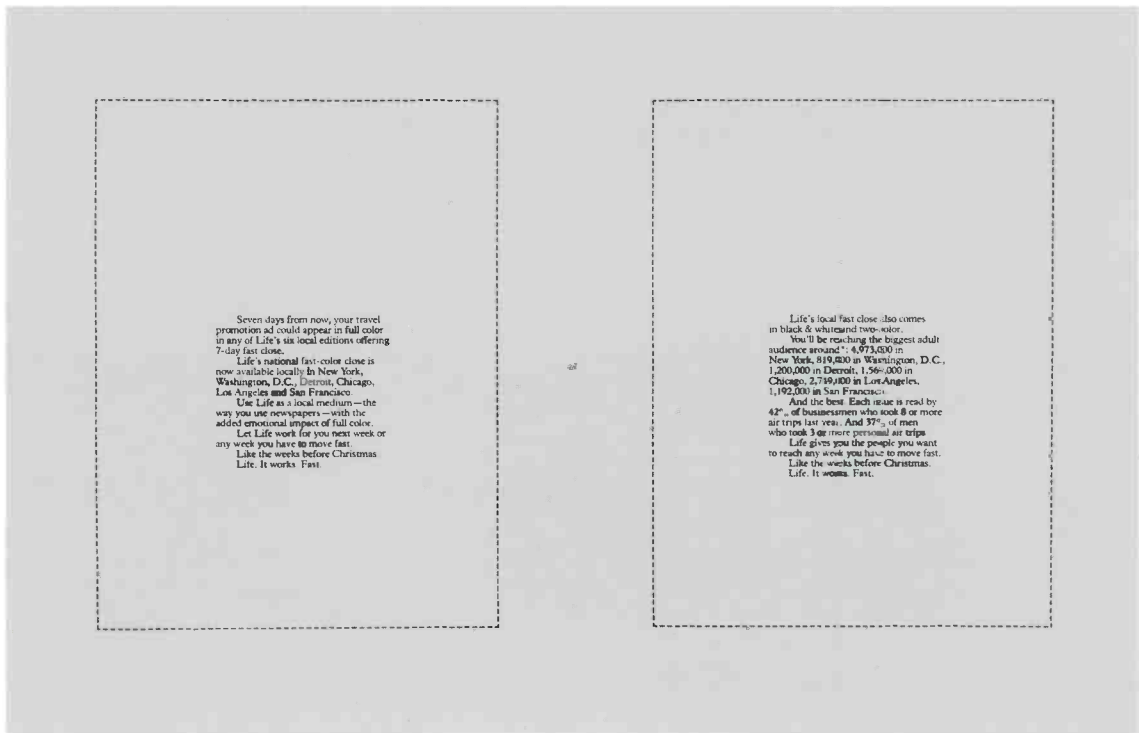 Seven days from now, your travel
promotion ad could appear in full color
in any of Life's six local editions offering
7-day fast close.
Life's national fast-color close is
now available locally in New York,
Washington, D.C., Detroit, Chicago,
Los Angeles and San Francisco.
Use Life as a local medium—the
way you use newspapers—with the
added emotional impact of full color.
Let Life work for you next week or
any week you have to move fast.
Like the weeks before Christmas.
Life. It works. Fast.
Life's local fast close also comes
in black & white and two-color.
You'll be reaching the biggest adult
audience around*: 4,973,000 in
New York, 819,000 in Washington, D.C.,
1,200,000 in Detroit, in
Chicago, 2,749,000 in Los Angeles,
1,192,000 in San Francisco.
And the best. Each issue is read by
42% of businessmen who took 8 or more
air trips last year. And 37% of men
who took 3 or more personal air trips.
Life gives you the people you want
to reach any week you have to move fast.
Like the weeks before Christmas.
Life. It works. Fast.